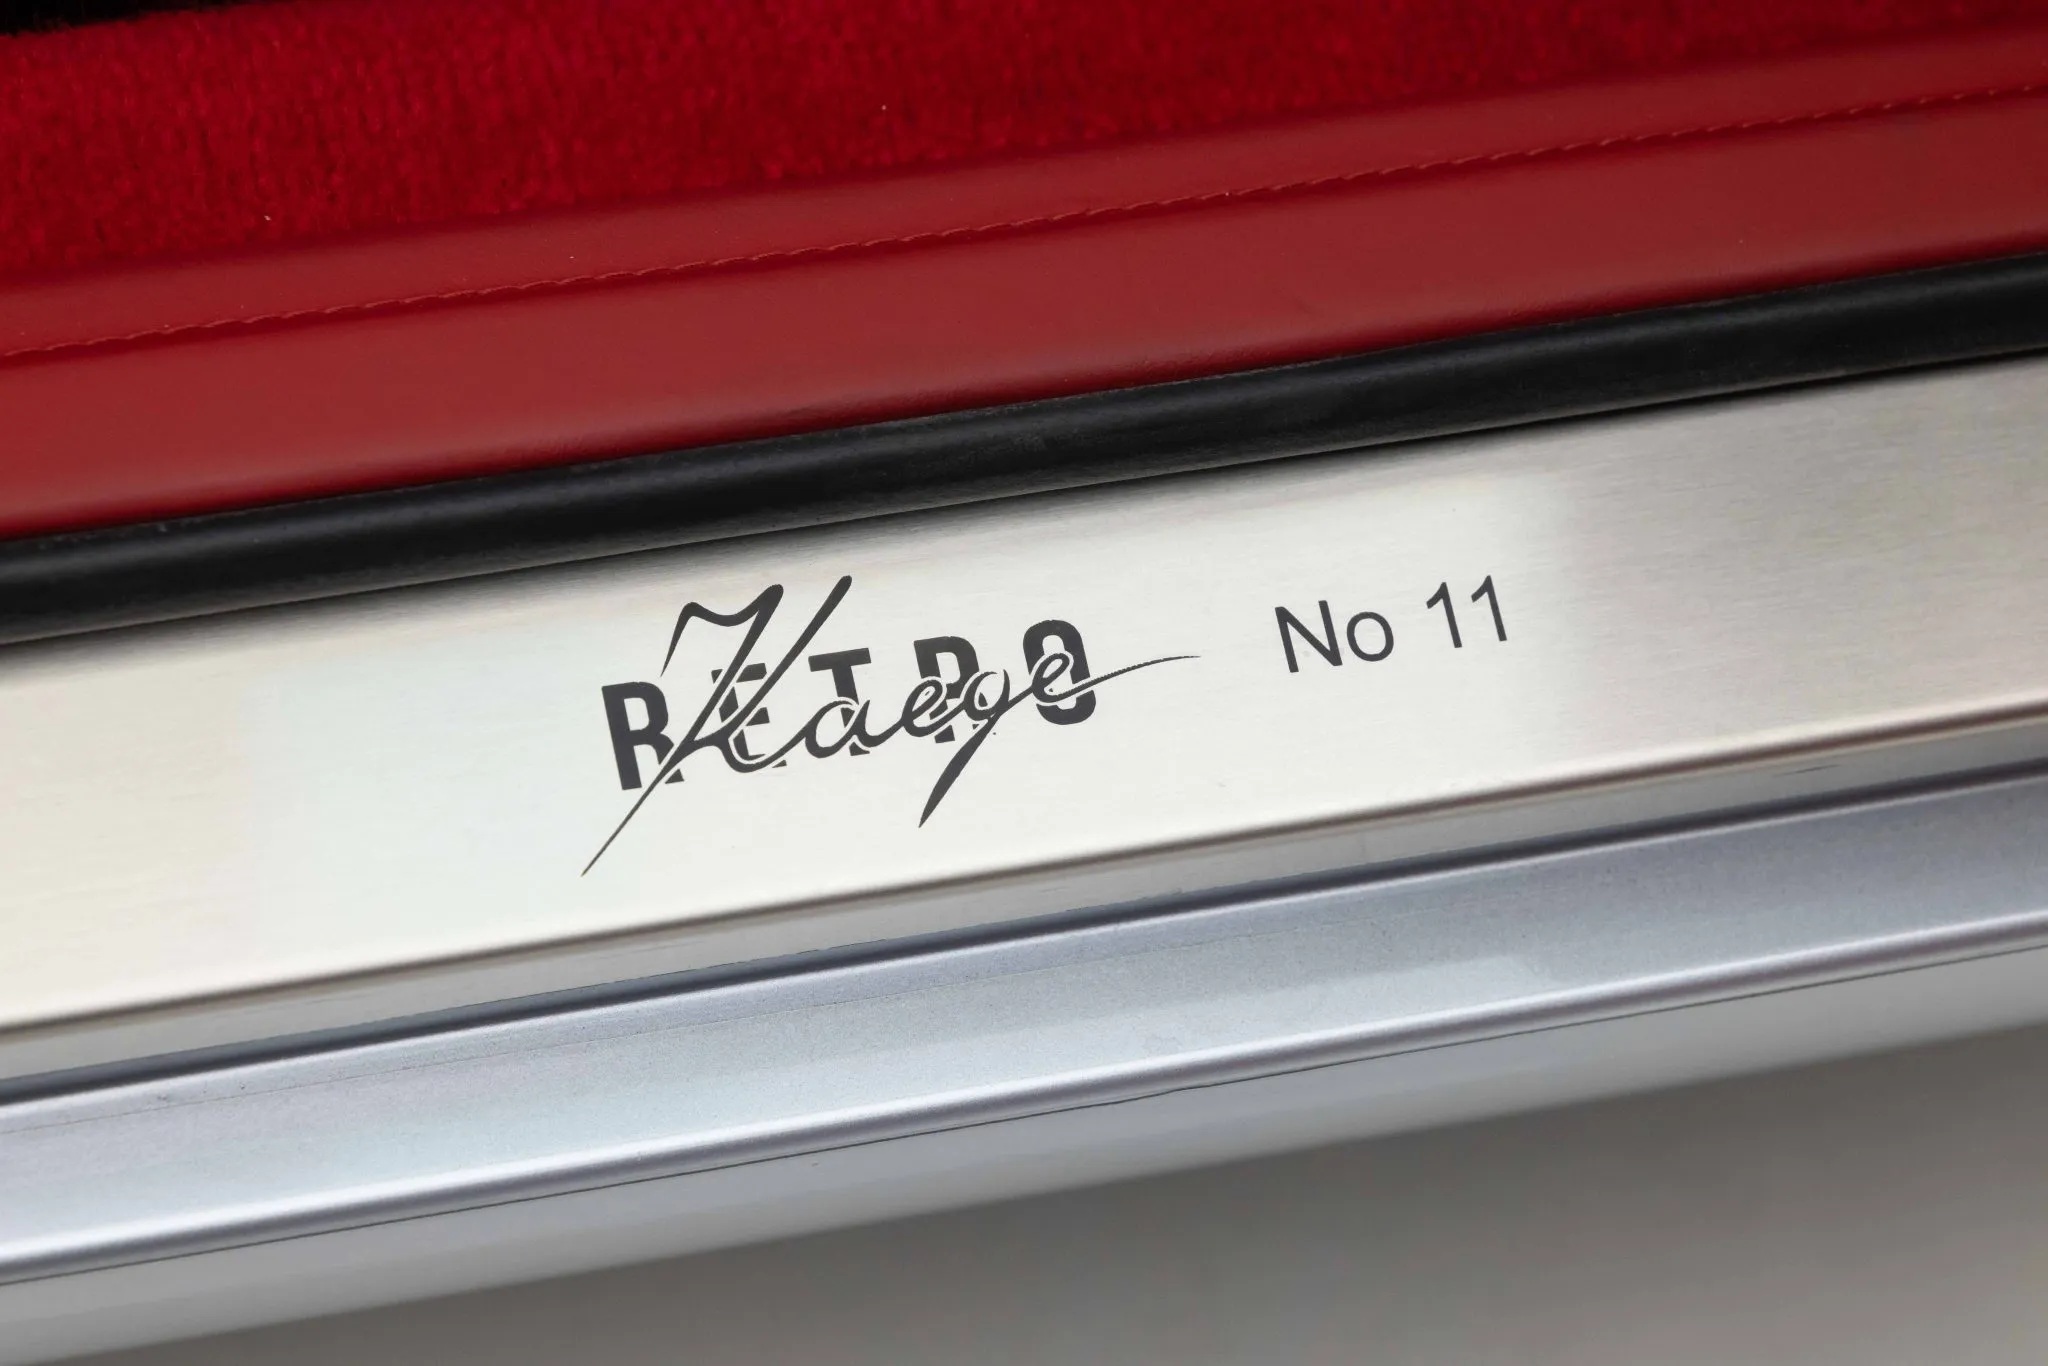 RETRO Kaege No 11